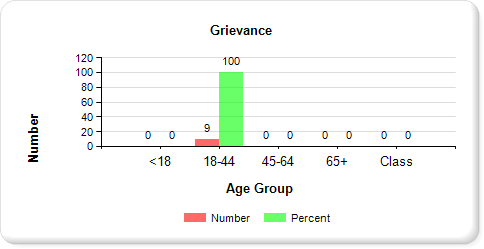 Grievance
Number
120
100
80
60
40
20
0
0 0 9 100 0 0 0 0 0 0
<18 18-44 45-64 65+ Class
Age Group
Number Percent